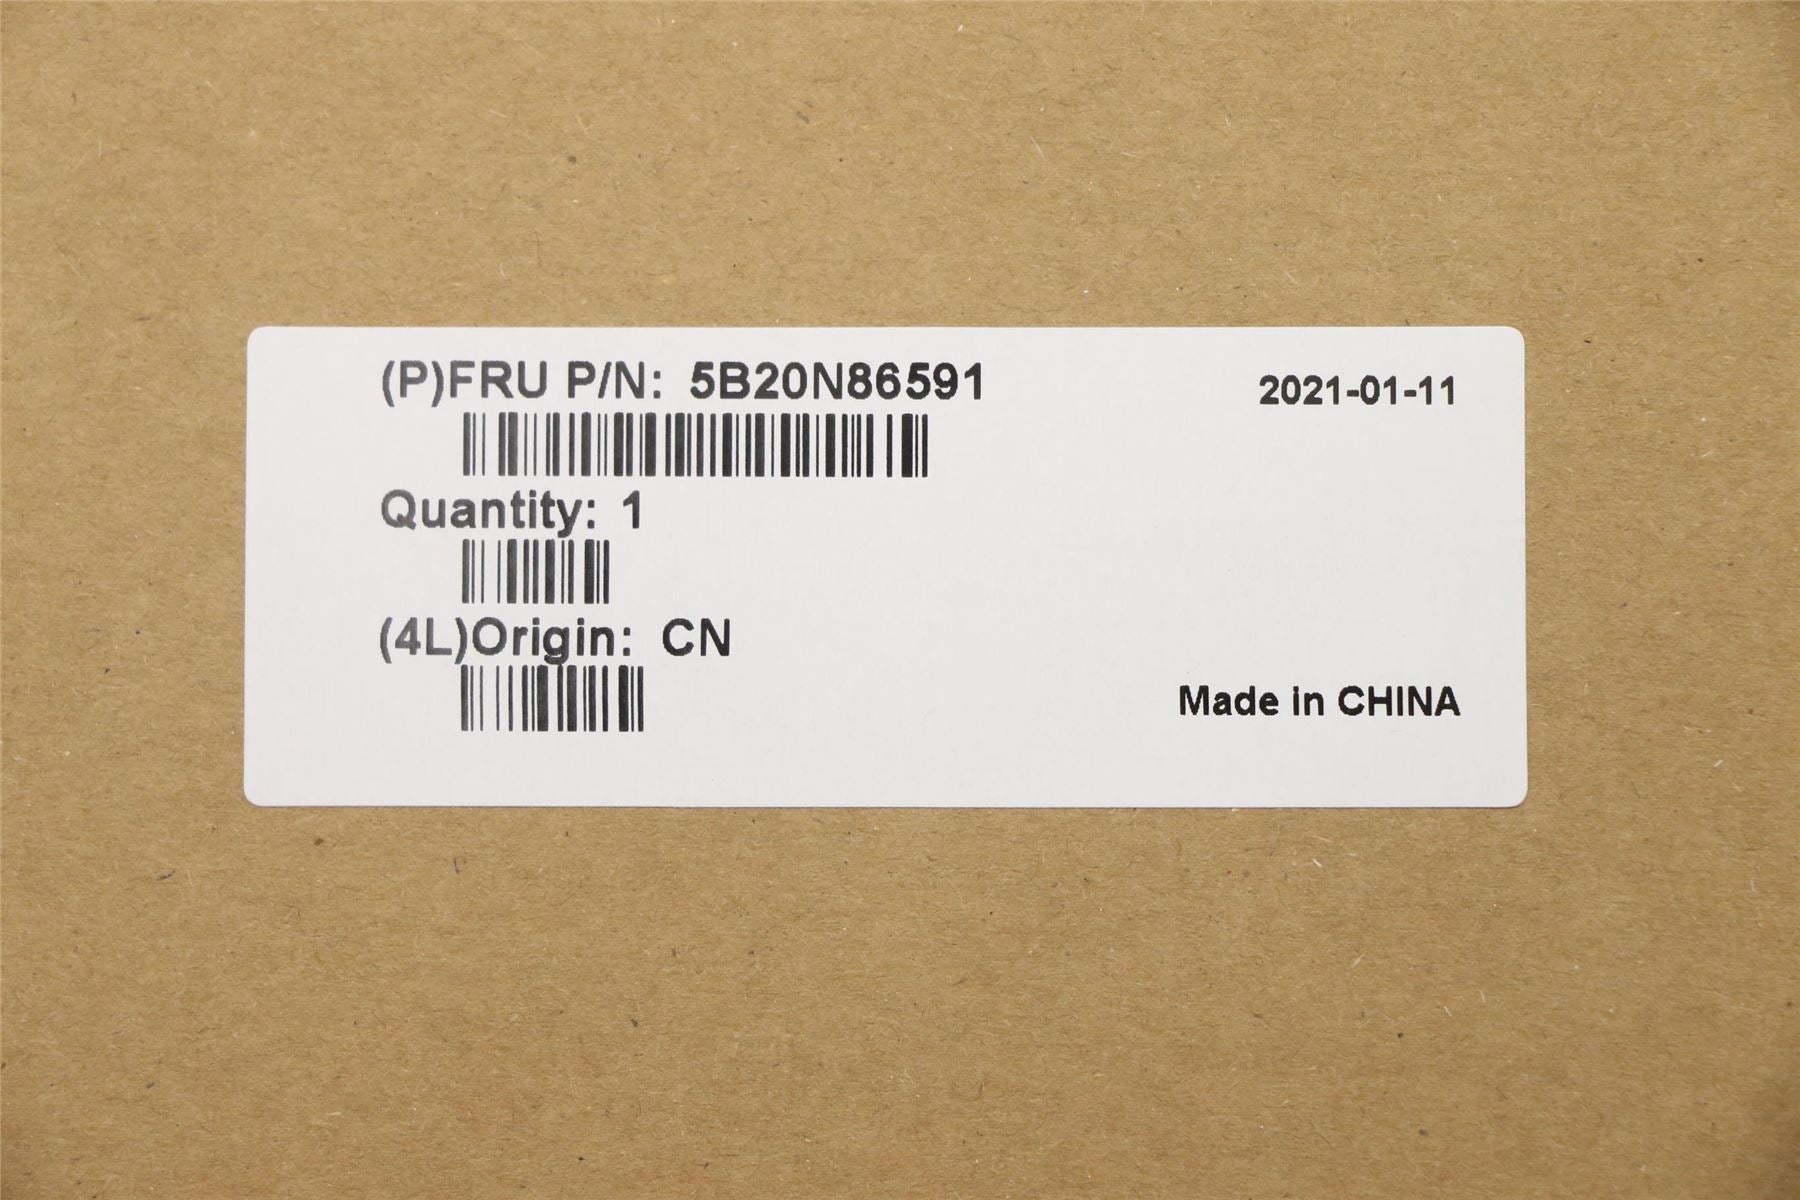 (P)FRU P/N: 5B20N86591
2021-01-11
Quantity: 1
(4L)Origin: CN
Made in CHINA